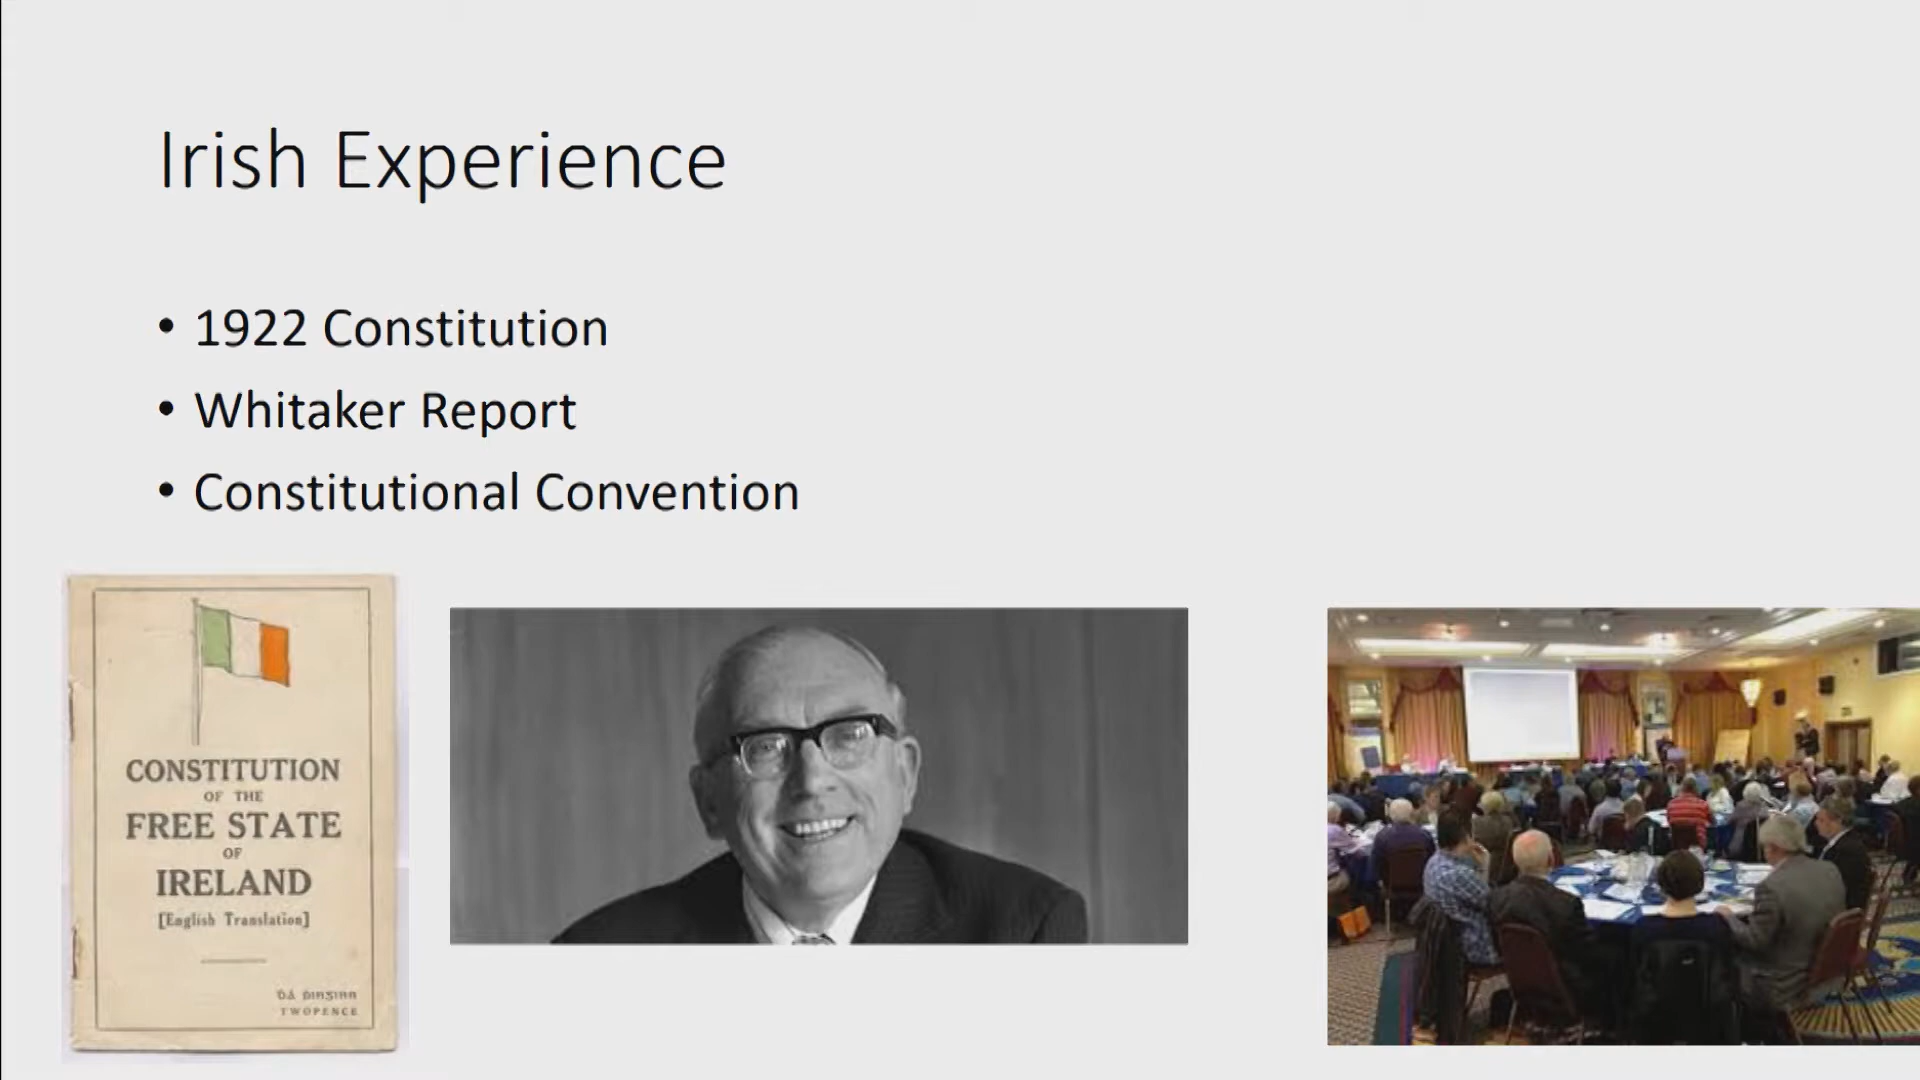 Irish Experience
• 1922 Constitution
• Whitaker Report
• Constitutional Convention
CONSTITUTION
OF THE
FREE STATE
OF
IRELAND
[English Translation]
TWOPENCE